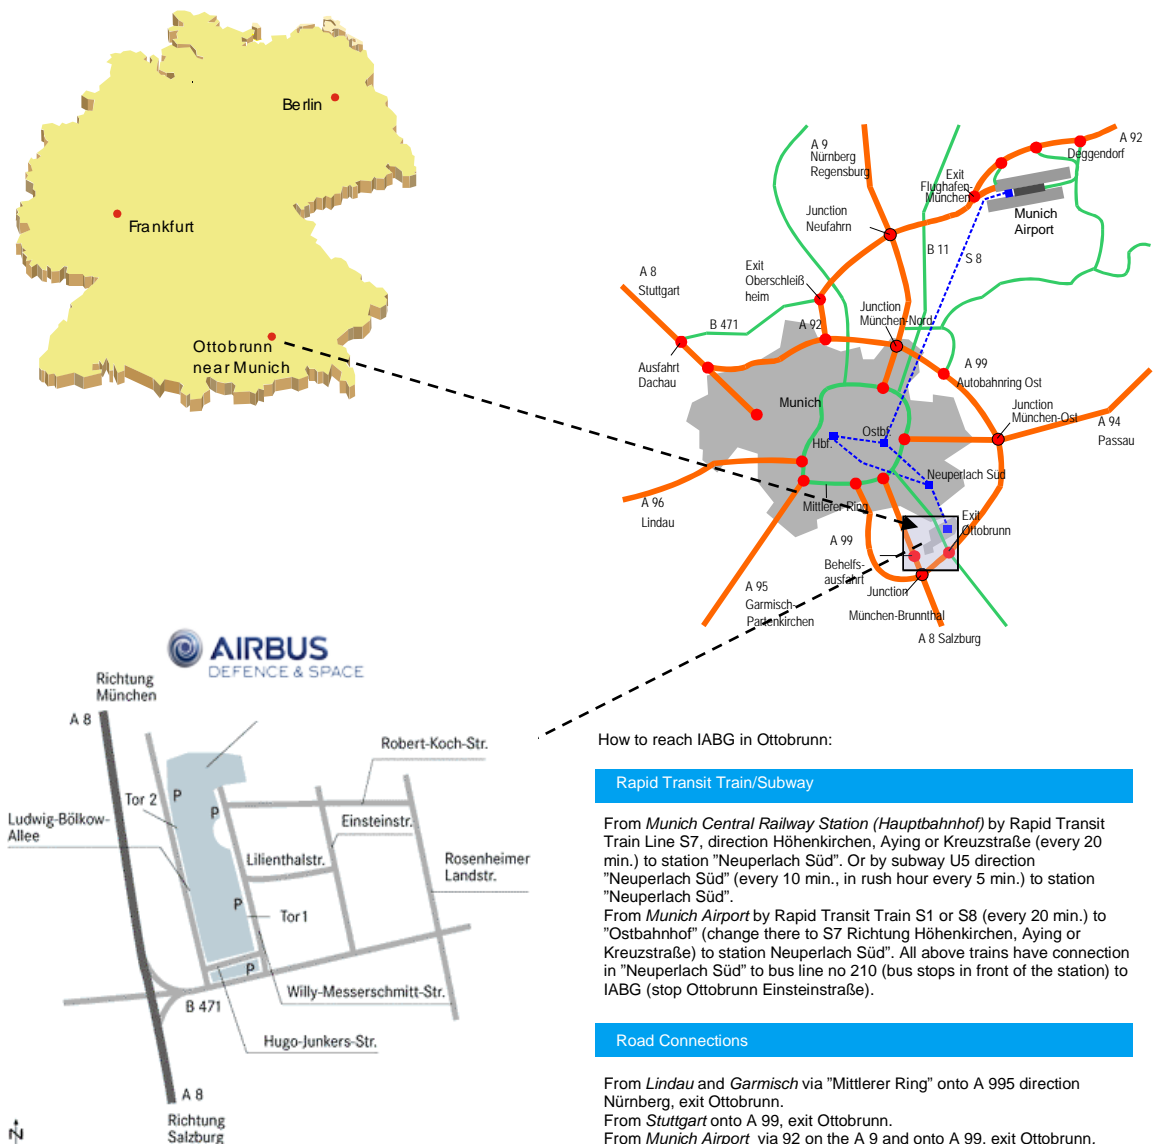 Berlin
Frankfurt
Ottobrunn
near Munich
A 92
A 9
Nürnberg
Regensburg
Deggendorf
Exit
Flughafen-
München
Junction
Neufahrn
Munich
Airport
B 11
S 8
A 8
Stuttgart
Exit
Oberschleiß
heim
B 471
A 92
Junction
München-Nord
Ausfahrt
Dachau
A 99
Autobahnring Ost
Munich
Junction
München-Ost
A 94
Passau
Ostbf.
Hbf.
Neuperlach Süd
A 96
Lindau
Mittlerer Ring
Exit
Ottobrunn
A 99
Behelfs-
ausfahrt
A 95
Garmisch-
Partenkirchen
Junction
München-Brunnthal
A 8 Salzburg
AIRBUS
DEFENCE & SPACE
Richtung
München
A 8
Robert-Koch-Str.
Tor 2
P
P
Ludwig-Bölkow-
Allee
Einsteinstr.
Lilienthalstr.
Rosenheimer
Landstr.
P
Tor 1
P
Willy-Messerschmitt-Str.
B 471
Hugo-Junkers-Str.
A 8
Richtung
Salzburg
N
How to reach IABG in Ottobrunn:
Rapid Transit Train/Subway
From Munich Central Railway Station (Hauptbahnhof) by Rapid Transit
Train Line S7, direction Höhenkirchen, Aying or Kreuzstraße (every 20
min.) to station ”Neuperlach Süd”. Or by subway U5 direction
”Neuperlach Süd” (every 10 min., in rush hour every 5 min.) to station
”Neuperlach Süd”.
From Munich Airport by Rapid Transit Train S1 or S8 (every 20 min.) to
”Ostbahnhof” (change there to S7 Richtung Höhenkirchen, Aying or
Kreuzstraße) to station Neuperlach Süd”. All above trains have connection
in ”Neuperlach Süd” to bus line no 210 (bus stops in front of the station) to
IABG (stop Ottobrunn Einsteinstraße).
Road Connections
From Lindau and Garmisch via ”Mittlerer Ring” onto A 995 direction
Nürnberg, exit Ottobrunn.
From Stuttgart onto A 99, exit Ottobrunn.
From Munich Airport via 92 on the A 9 and onto A 99, exit Ottobrunn.